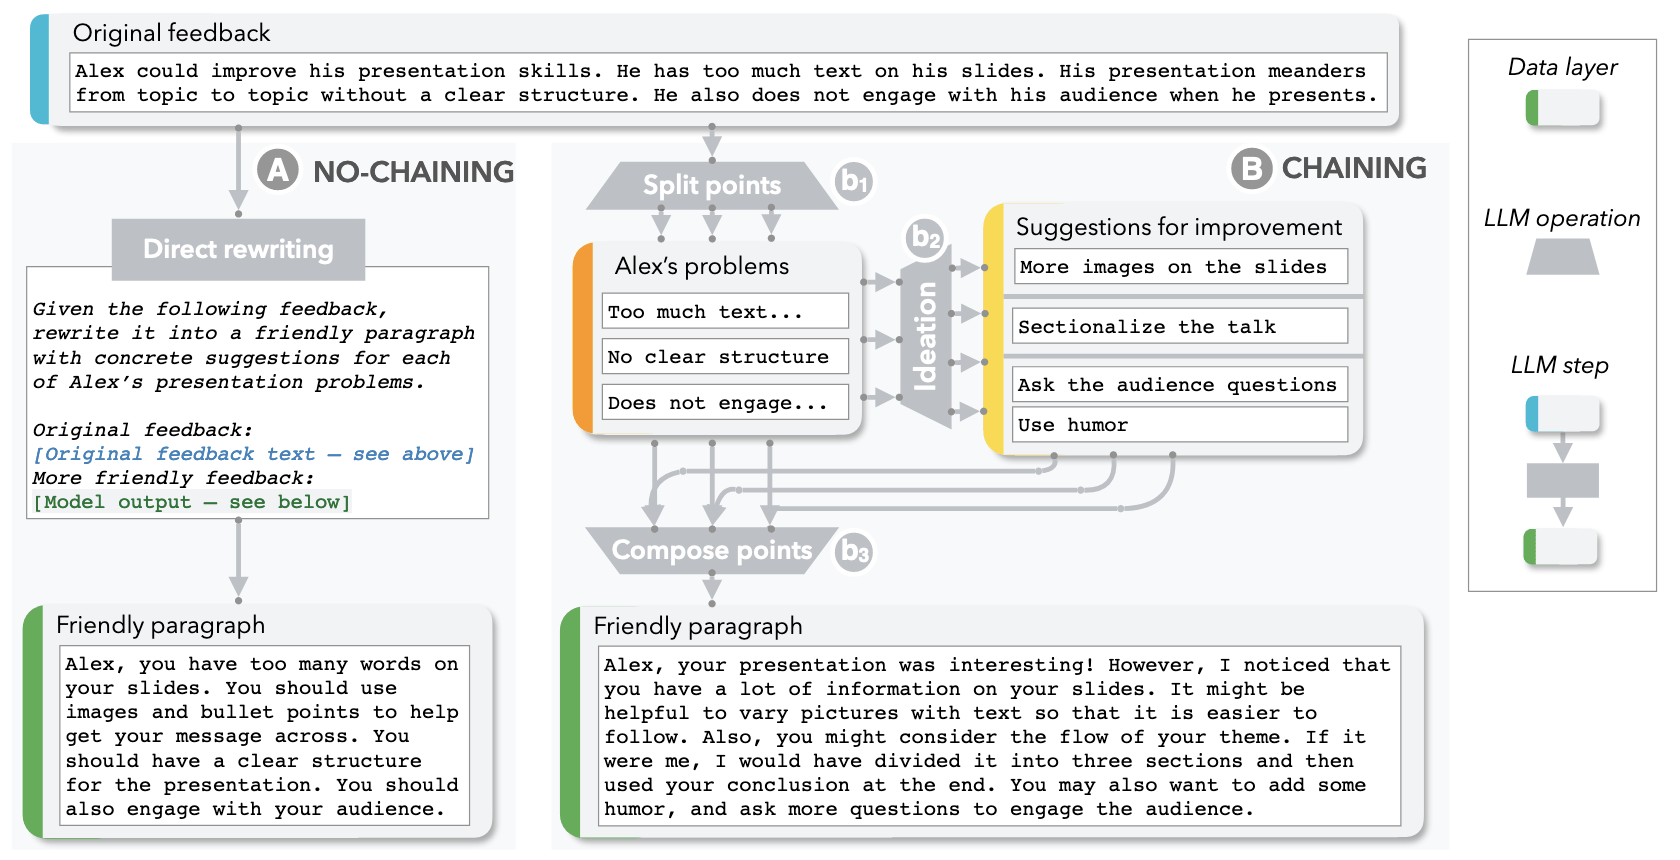 Original feedback
Alex could improve his presentation skills. He has too much text on his slides. His presentation meanders
from topic to topic without a clear structure. He also does not engage with his audience when he presents.
A NO-CHAINING
Direct rewriting
Given the following feedback,
rewrite it into a friendly paragraph
with concrete suggestions for each
of Alex's presentation problems.
Original feedback:
[Original feedback text — see above]
More friendly feedback:
[Model output — see below]
Friendly paragraph
Alex, you have too many words on
your slides. You should use
images and bullet points to help
get your message across. You
should have a clear structure
for the presentation. You should
also engage with your audience.
B CHAINING
Split points
b1
Alex's problems
Too much text...
No clear structure
Does not engage...
b2
Ideation
Suggestions for improvement
More images on the slides
Sectionalize the talk
Ask the audience questions
Use humor
Compose points
b3
Friendly paragraph
Alex, your presentation was interesting! However, I noticed that
you have a lot of information on your slides. It might be
helpful to vary pictures with text so that it is easier to
follow. Also, you might consider the flow of your theme. If it
were me, I would have divided it into three sections and then
used your conclusion at the end. You may also want to add some
humor, and ask more questions to engage the audience.
Data layer
LLM operation
LLM step